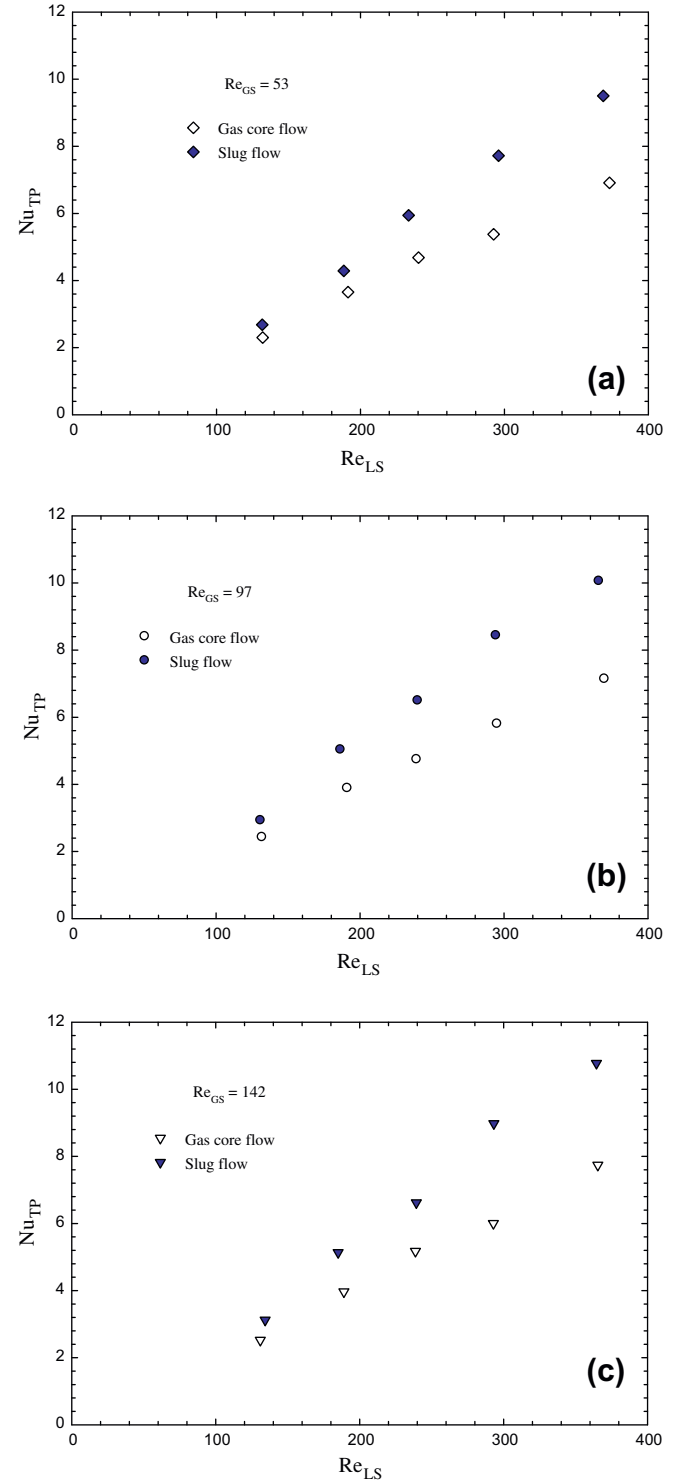 12
10
8
6
4
2
0
Nu_TP
Re_GS = 53
Gas core flow
Slug flow
(a)
0 100 200 300 400
Re_LS
12
10
8
6
4
2
0
Nu_TP
Re_GS = 97
Gas core flow
Slug flow
(b)
0 100 200 300 400
Re_LS
12
10
8
6
4
2
0
Nu_TP
Re_GS = 142
Gas core flow
Slug flow
(c)
0 100 200 300 400
Re_LS